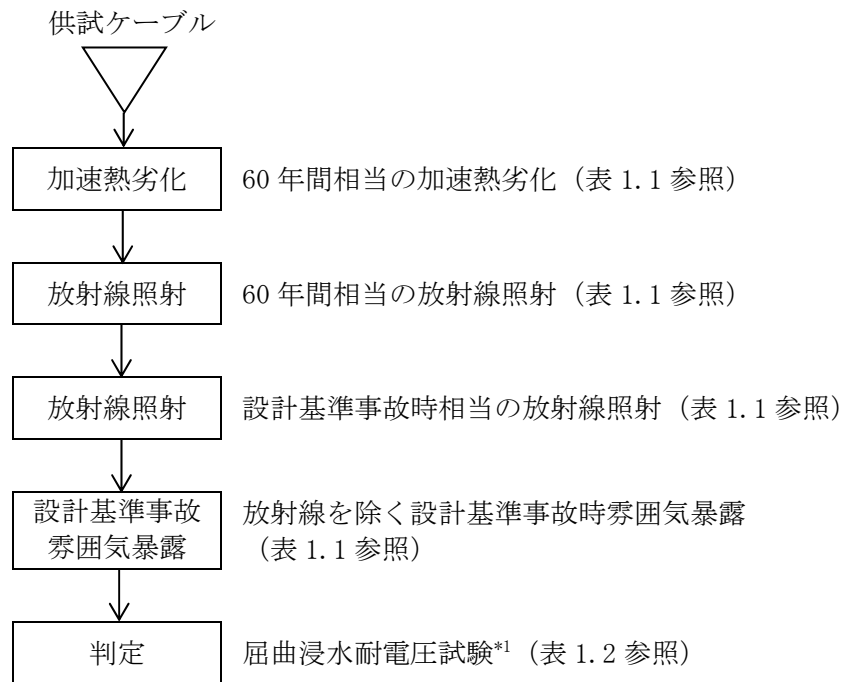 供試ケーブル
加速熱劣化 60 年間相当の加速熱劣化（表 1.1 参照）
放射線照射 60 年間相当の放射線照射（表 1.1 参照）
放射線照射 設計基準事故時相当の放射線照射（表 1.1 参照）
設計基準事故
雰囲気暴露
放射線を除く設計基準事故時雰囲気暴露
（表 1.1 参照）
判定 屈曲浸水耐電圧試験*1（表 1.2 参照）